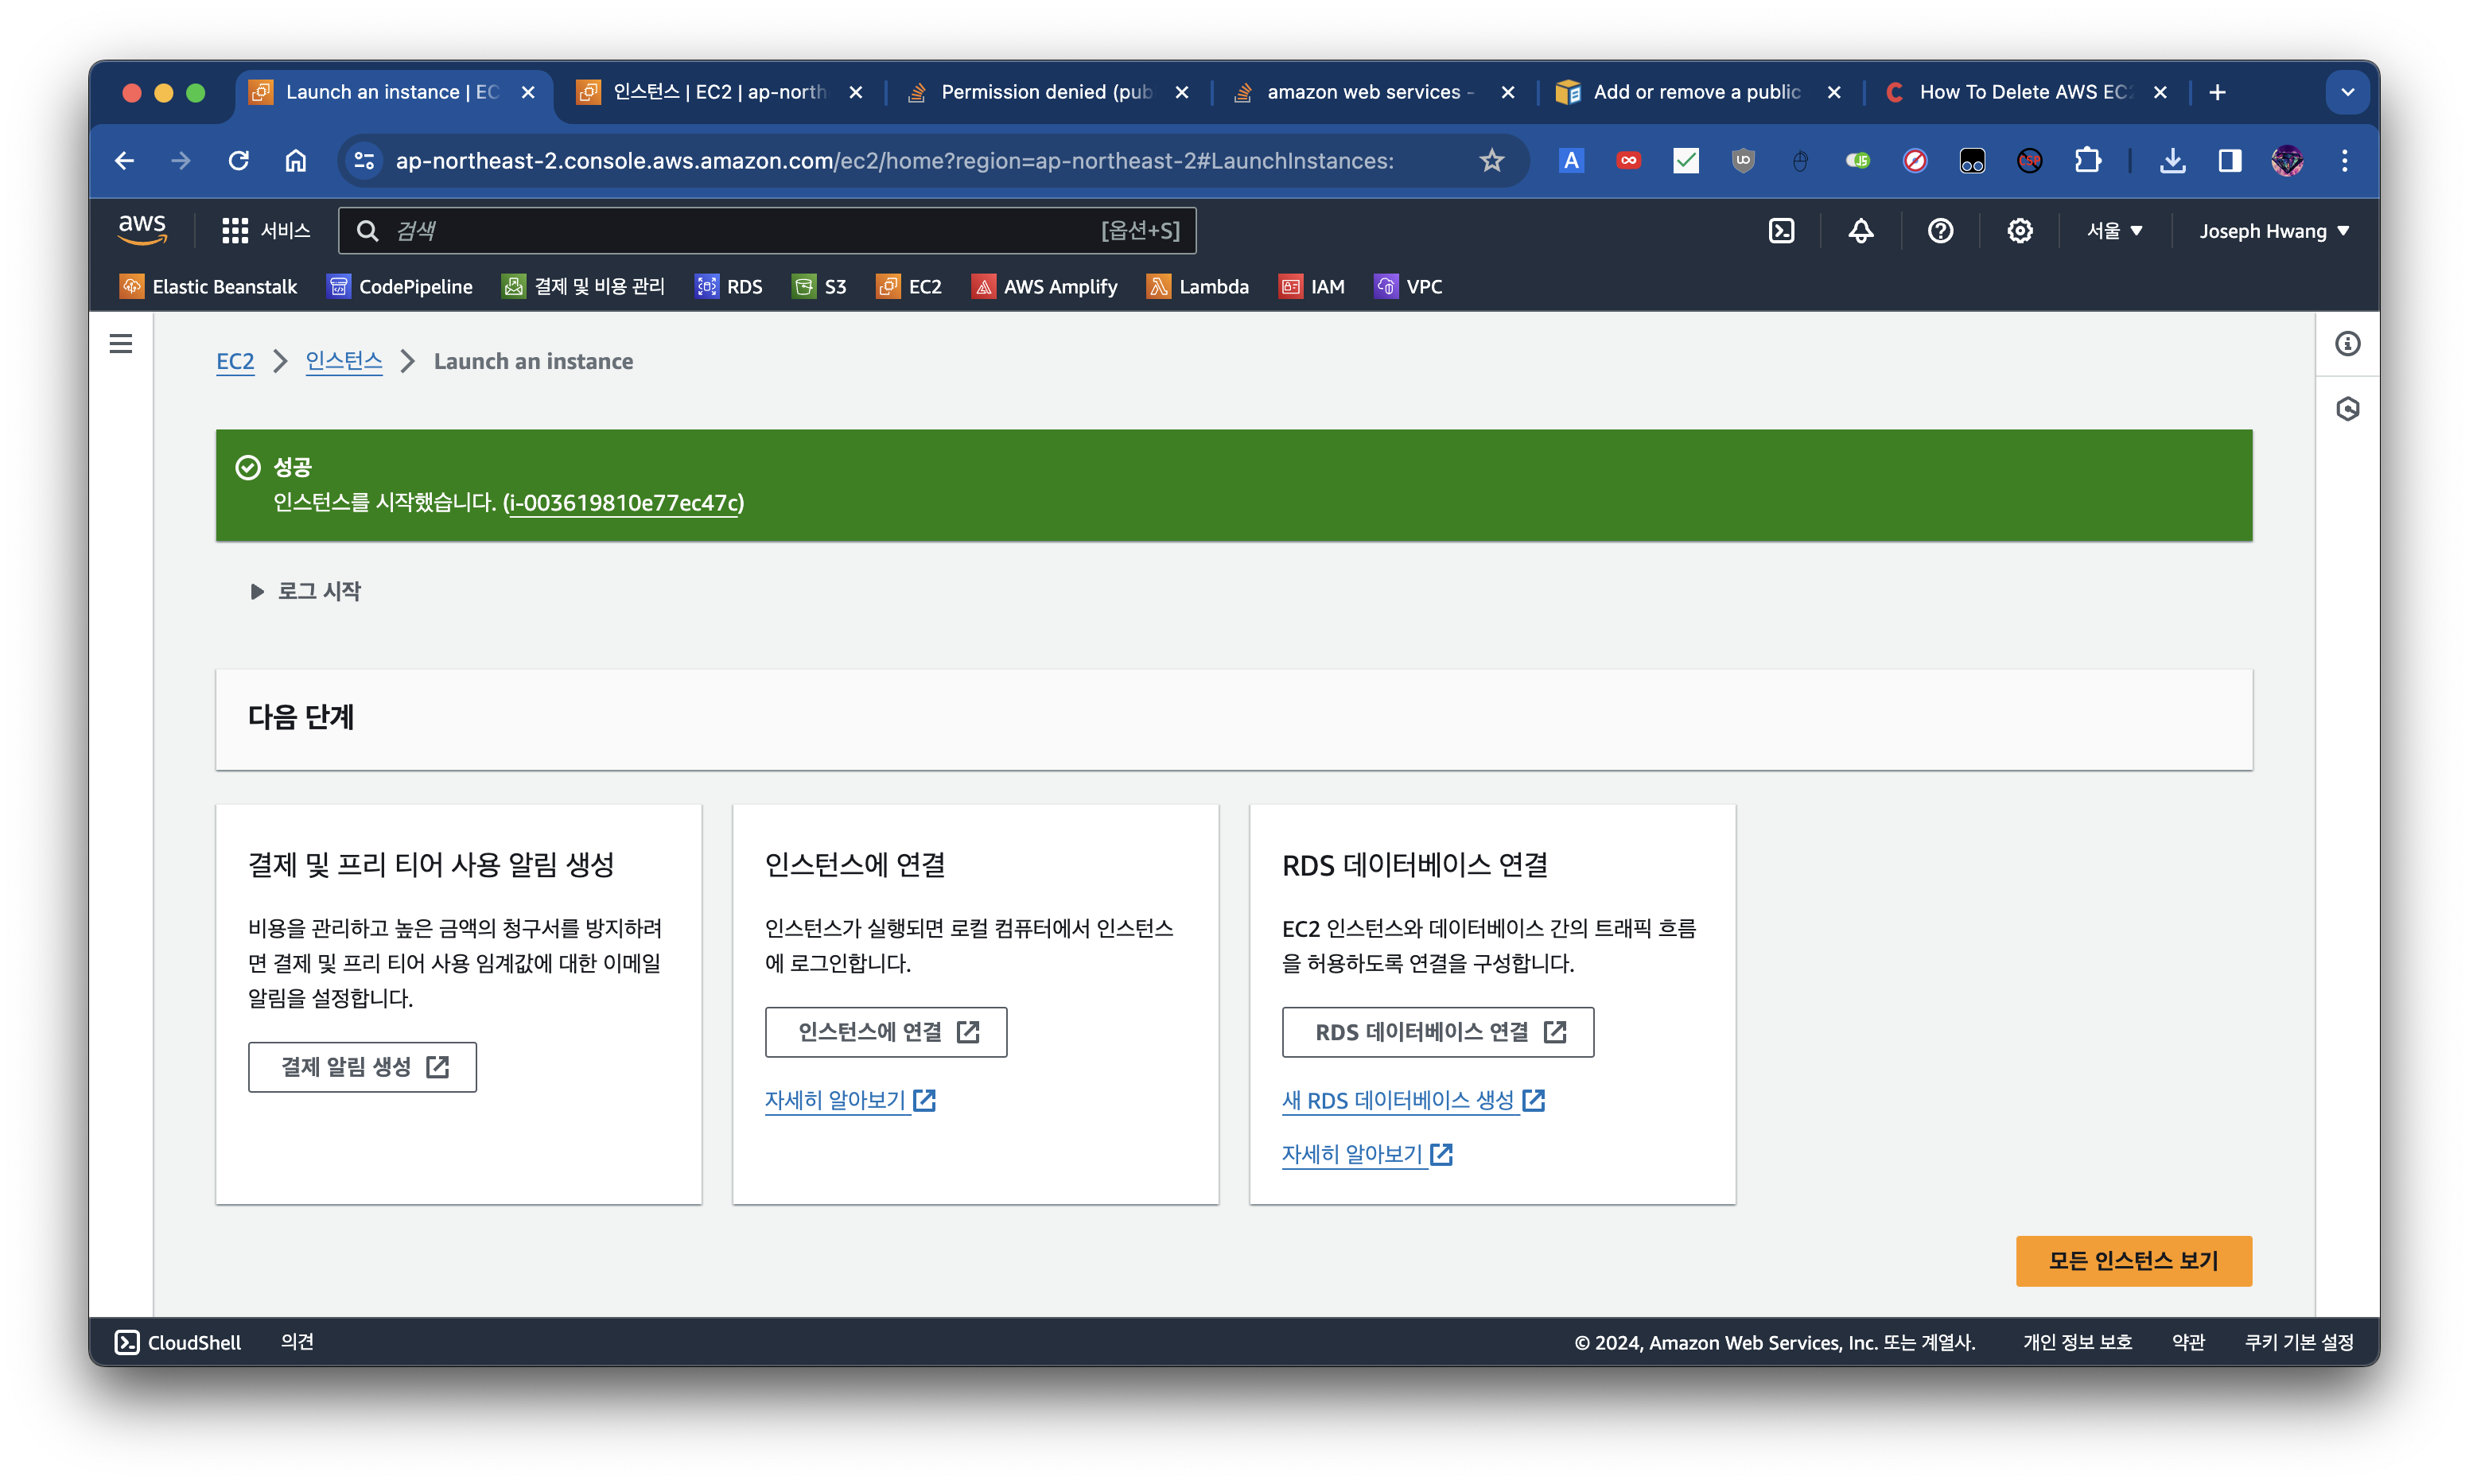 Launch an instance | EC
인스턴스 | EC2 | ap-north
Permission denied (pub
amazon web services -
Add or remove a public
How To Delete AWS EC2
ap-northeast-2.console.aws.amazon.com/ec2/home?region=ap-northeast-2#LaunchInstances:
aws
서비스
검색
[옵션+S]
서울
Joseph Hwang
Elastic Beanstalk
CodePipeline
결제 및 비용 관리
RDS
S3
EC2
AWS Amplify
Lambda
IAM
VPC
EC2
인스턴스
Launch an instance
성공
인스턴스를 시작했습니다. (i-003619810e77ec47c)
로그 시작
다음 단계
결제 및 프리 티어 사용 알림 생성
비용을 관리하고 높은 금액의 청구서를 방지하려
면 결제 및 프리 티어 사용 임계값에 대한 이메일
알림을 설정합니다.
결제 알림 생성
인스턴스에 연결
인스턴스가 실행되면 로컬 컴퓨터에서 인스턴스
에 로그인합니다.
인스턴스에 연결
자세히 알아보기
RDS 데이터베이스 연결
EC2 인스턴스와 데이터베이스 간의 트래픽 흐름
을 허용하도록 연결을 구성합니다.
RDS 데이터베이스 연결
새 RDS 데이터베이스 생성
자세히 알아보기
모든 인스턴스 보기
CloudShell
의견
© 2024, Amazon Web Services, Inc. 또는 계열사.
개인 정보 보호
약관
쿠키 기본 설정